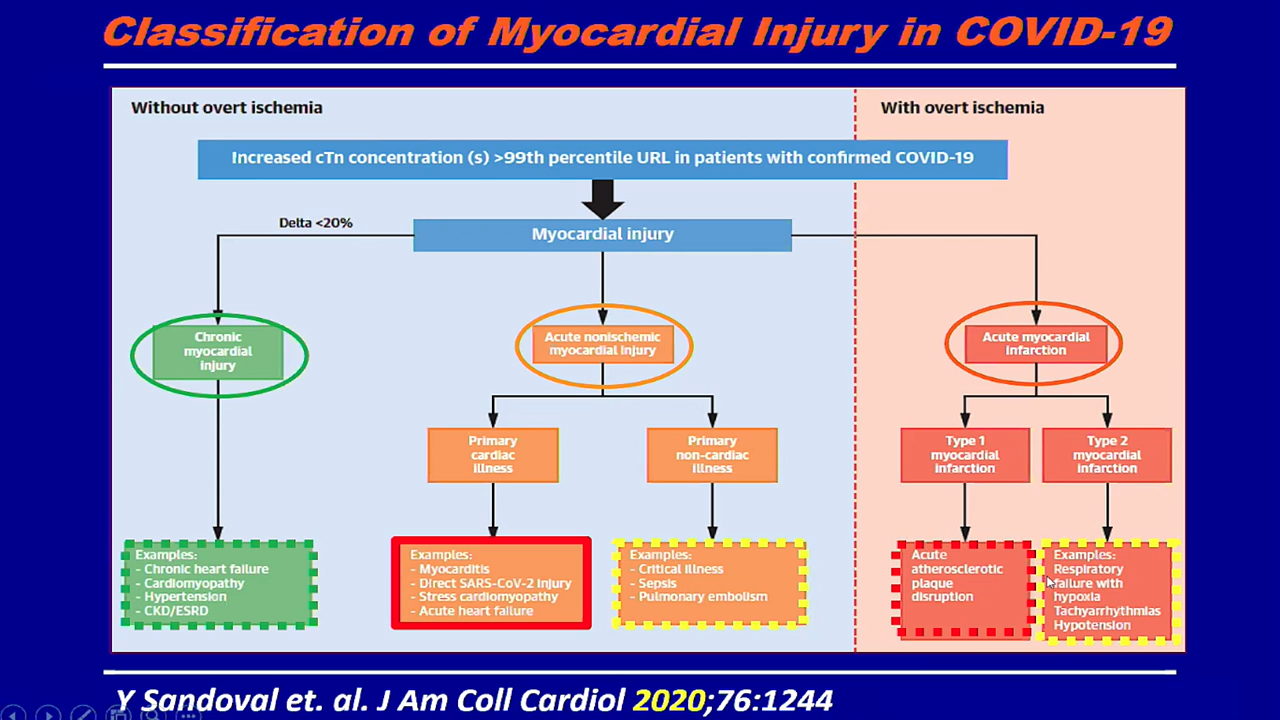 Classification of Myocardial Injury in COVID-19
Without overt ischemia
With overt ischemia
Increased cTn concentration (s) >99th percentile URL in patients with confirmed COVID-19
Delta <20%
Myocardial injury
Chronic
myocardial
injury
Acute nonischemic
myocardial injury
Acute myocardial
infarction
Primary
cardiac
illness
Primary
non-cardiac
illness
Type 1
myocardial
infarction
Type 2
myocardial
infarction
Examples:
- Chronic heart failure
- Cardiomyopathy
- Hypertension
- CKD/ESRD
Examples:
- Myocarditis
- Direct SARS-CoV-2 injury
- Stress cardiomyopathy
- Acute heart failure
Examples:
- Critical illness
- Sepsis
- Pulmonary embolism
Acute
atherosclerotic
plaque
disruption
Examples:
Respiratory
failure with
hypoxia
Tachyarrhythmias
Hypotension
Y Sandoval et. al. J Am Coll Cardiol 2020;76:1244